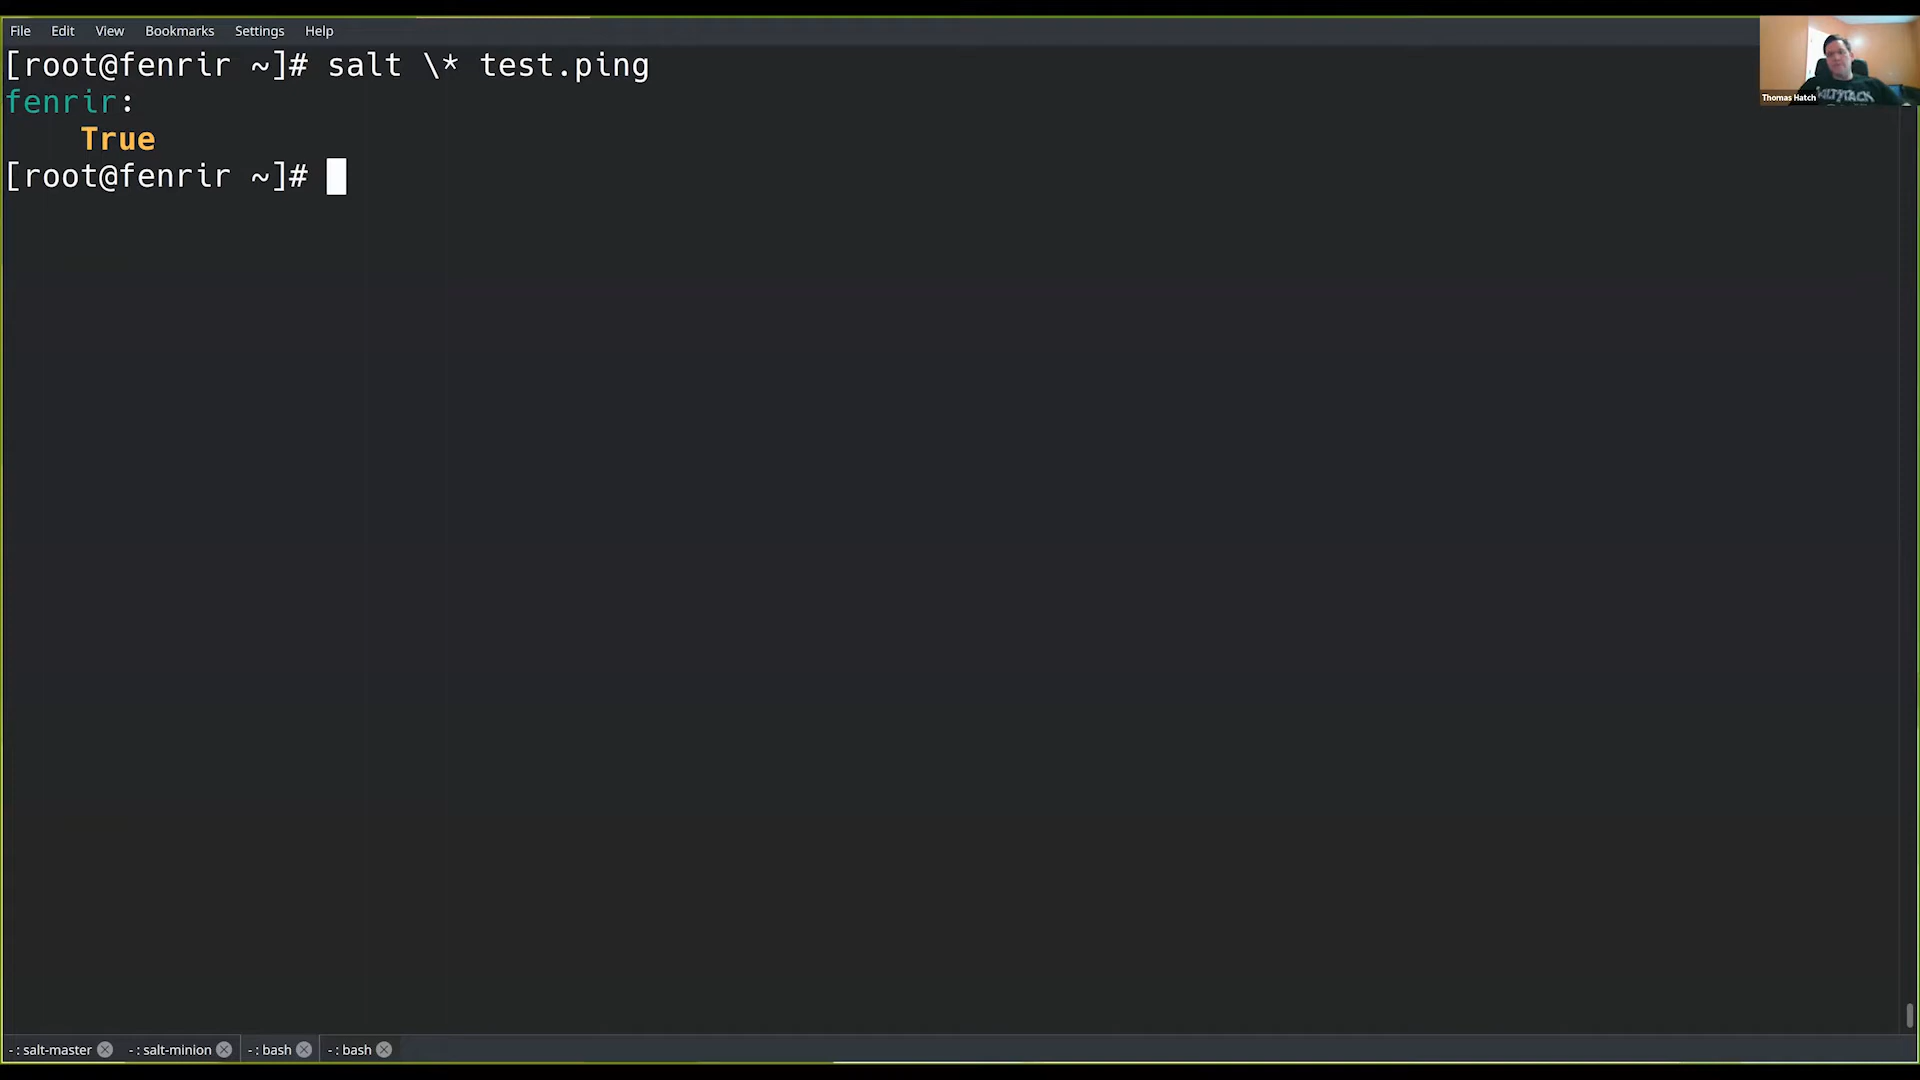 File Edit View Bookmarks Settings Help
[root@fenrir ~]# salt \* test.ping
fenrir:
    True
[root@fenrir ~]#
Thomas Hatch
- : salt-master - : salt-minion - : bash - : bash